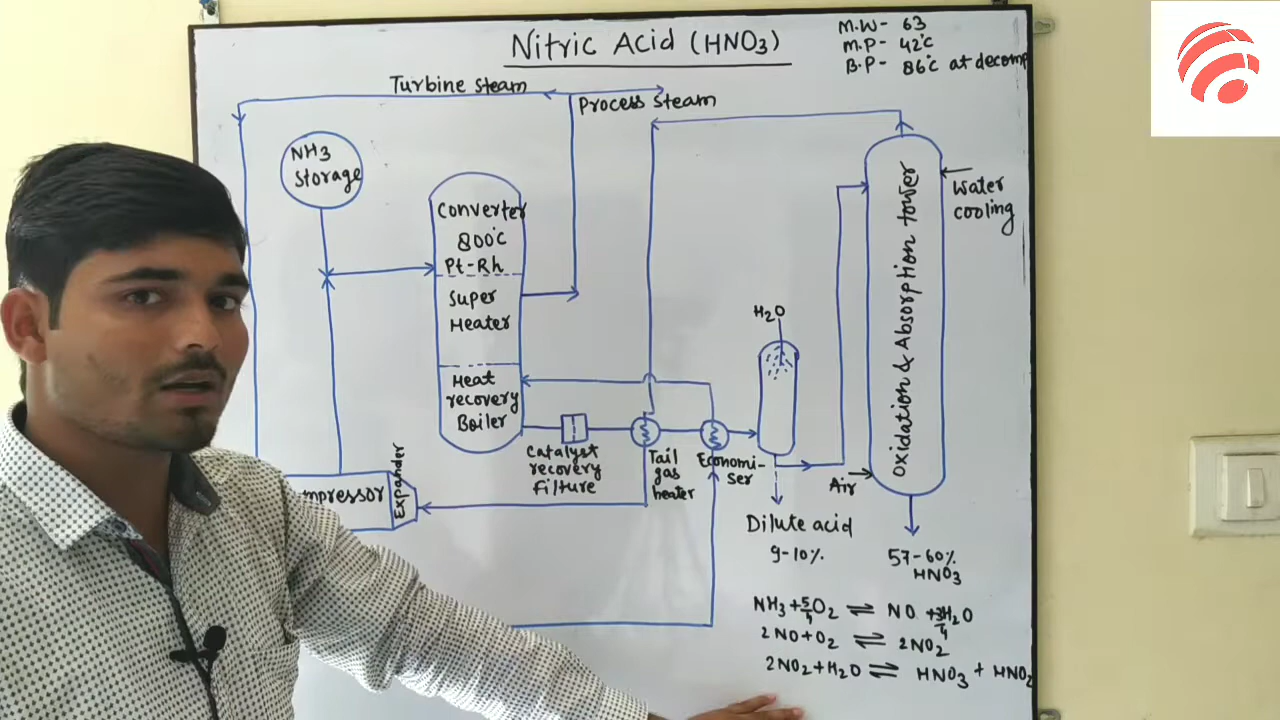 Nitric Acid (HNO3)
M.W- 63
M.P- 42°c
B.P- 86°c at decomp
Turbine steam
Process steam
NH3
Storage
Converter
800°c
Pt-Rh
Super
Heater
Heat
recovery
Boiler
Catalyst
recovery
Filture
Tail
gas
heater
Economi-
ser
H2O
Dilute acid
9-10%
Oxidation & Absorption tower
Water
cooling
Air
57-60%
HNO3
mpressor
Expander
NH3 + 5/4 O2 ⇌ NO + 3/4 H2O
2NO + O2 ⇌ 2NO2
2NO2 + H2O ⇌ HNO3 + HNO2